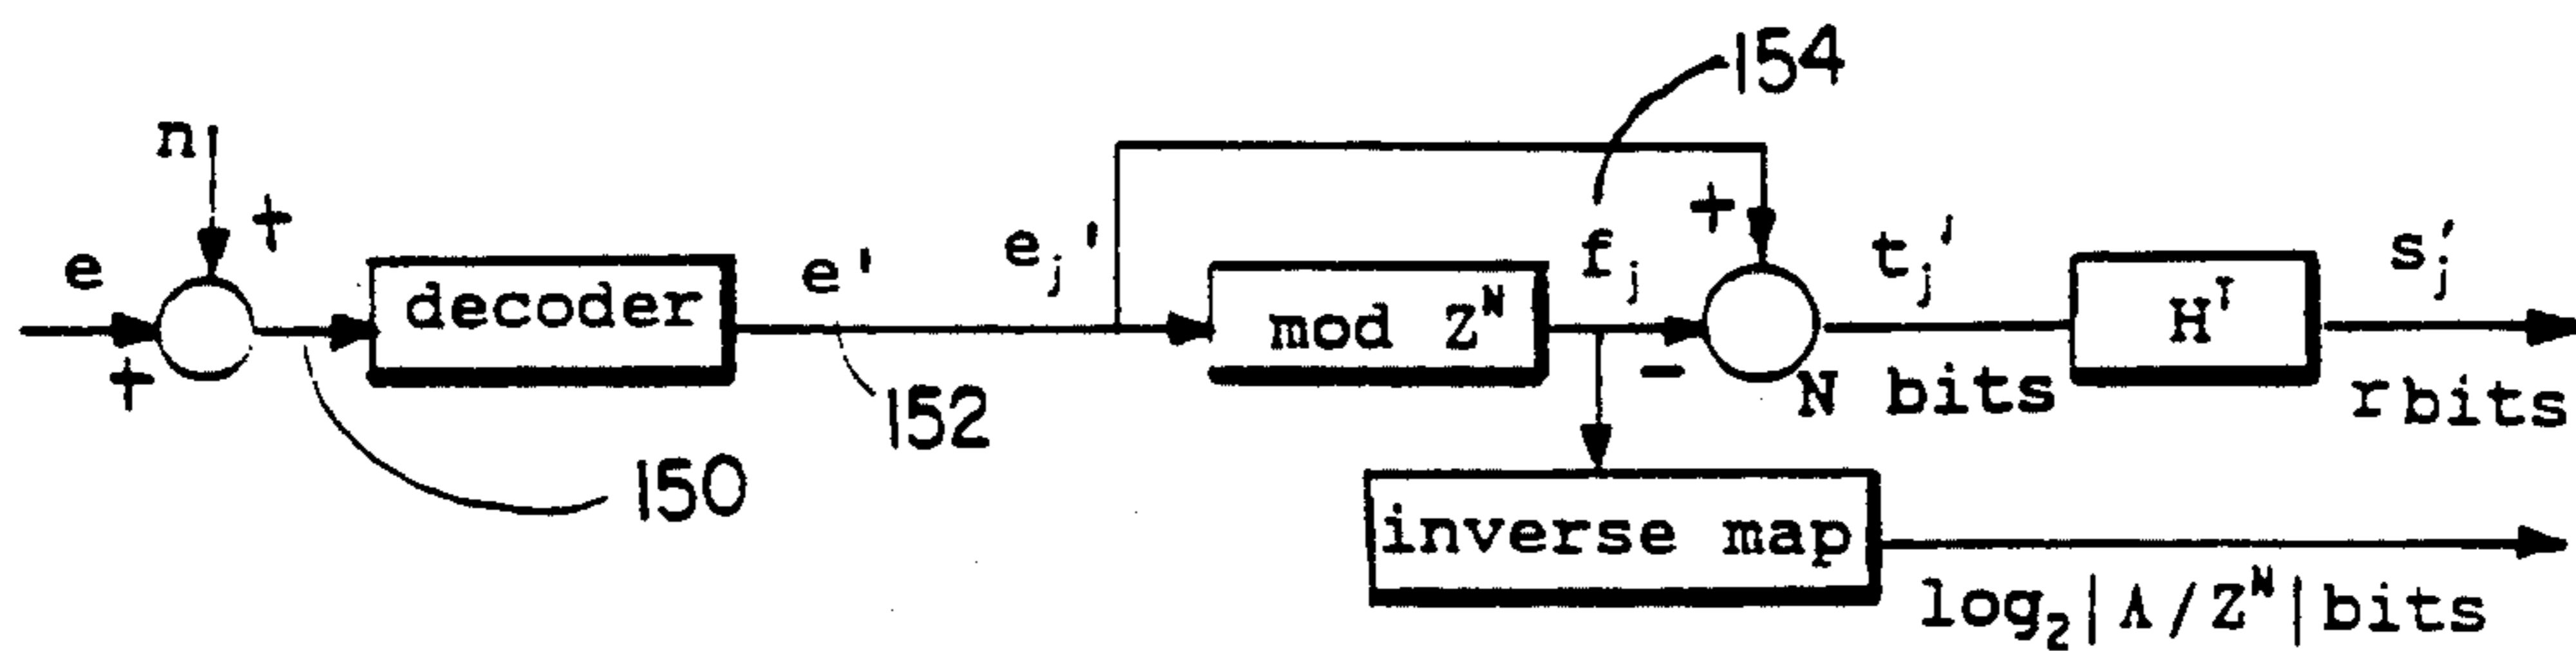 154
n
+
+
e
decoder
e'
e_j'
mod Z^N
f_j
-
t_j'
H^T
s_j'
+
N bits
r bits
152
150
inverse map
log_2|Λ/Z^N| bits